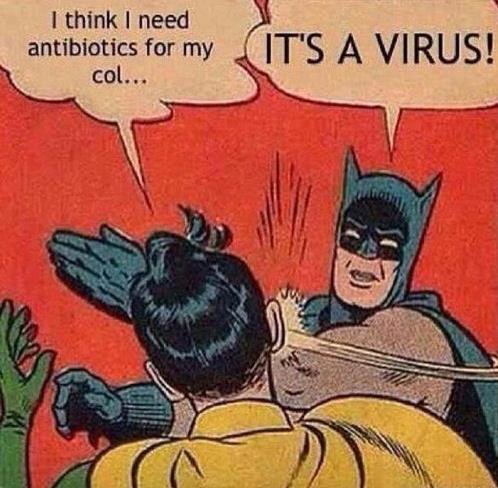 I think I need
antibiotics for my
col...
IT'S A VIRUS!